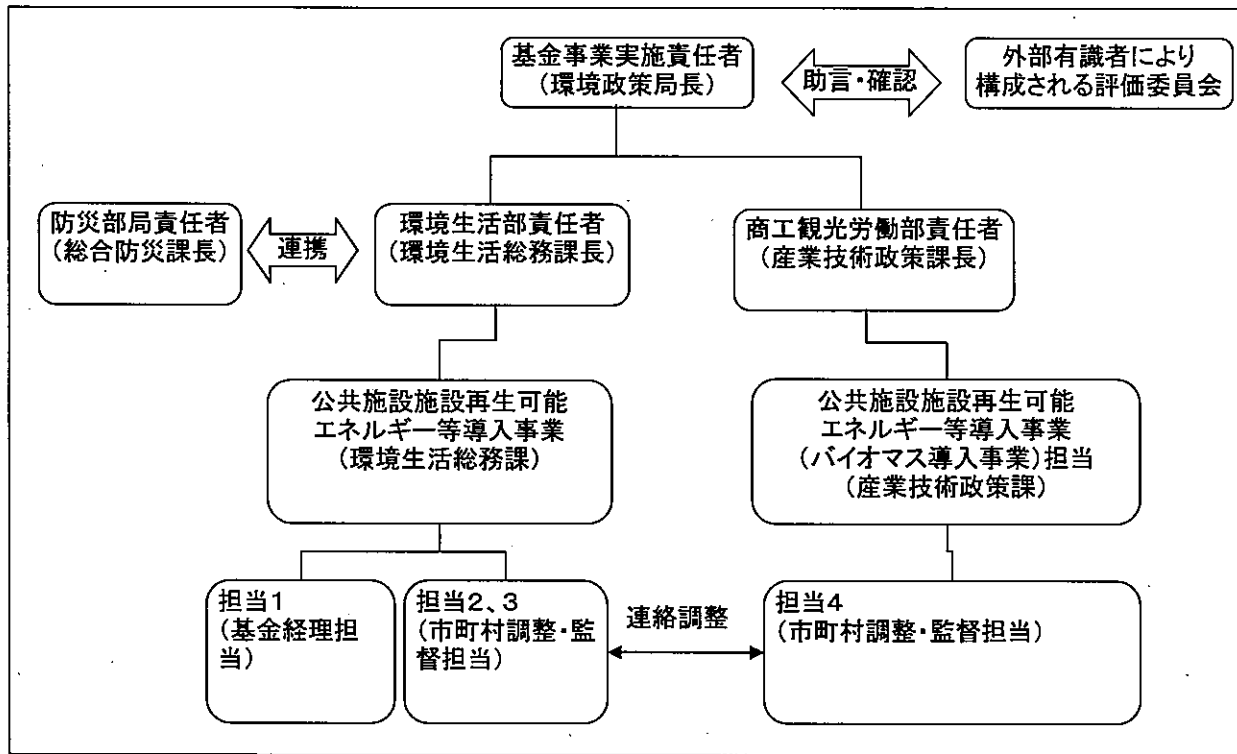 基金事業実施責任者
(環境政策局長)
助言・確認
外部有識者により
構成される評価委員会
防災部局責任者
(総合防災課長)
連携
環境生活部責任者
(環境生活総務課長)
商工観光労働部責任者
(産業技術政策課長)
公共施設施設再生可能
エネルギー等導入事業
(環境生活総務課)
公共施設施設再生可能
エネルギー等導入事業
(バイオマス導入事業)担当
(産業技術政策課)
担当1
(基金経理担
当)
担当2、3
(市町村調整・監
督担当)
連絡調整
担当4
(市町村調整・監督担当)